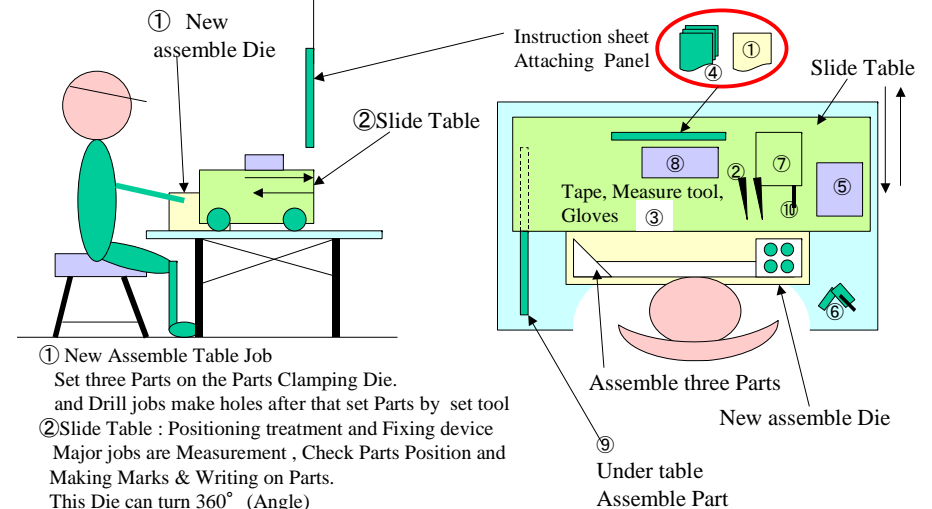 ① New
assemble Die
Instruction sheet
Attaching Panel
①
④
Slide Table
②Slide Table
⑧
②
⑦
⑤
Tape, Measure tool,
Gloves ③
⑩
⑥
Assemble three Parts
New assemble Die
⑨
Under table
Assemble Part
① New Assemble Table Job
Set three Parts on the Parts Clamping Die.
and Drill jobs make holes after that set Parts by set tool
②Slide Table : Positioning treatment and Fixing device
Major jobs are Measurement , Check Parts Position and
Making Marks & Writing on Parts.
This Die can turn 360° (Angle)